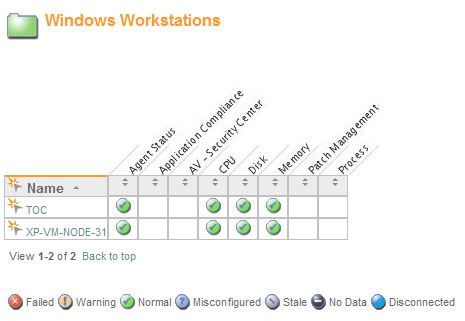 Windows Workstations
Agent Status
Application Compliance
AV - Security Center
CPU
Disk
Memory
Patch Management
Process
Name
TOC
XP-VM-NODE-31
View 1-2 of 2 Back to top
Failed Warning Normal Misconfigured Stale No Data Disconnected